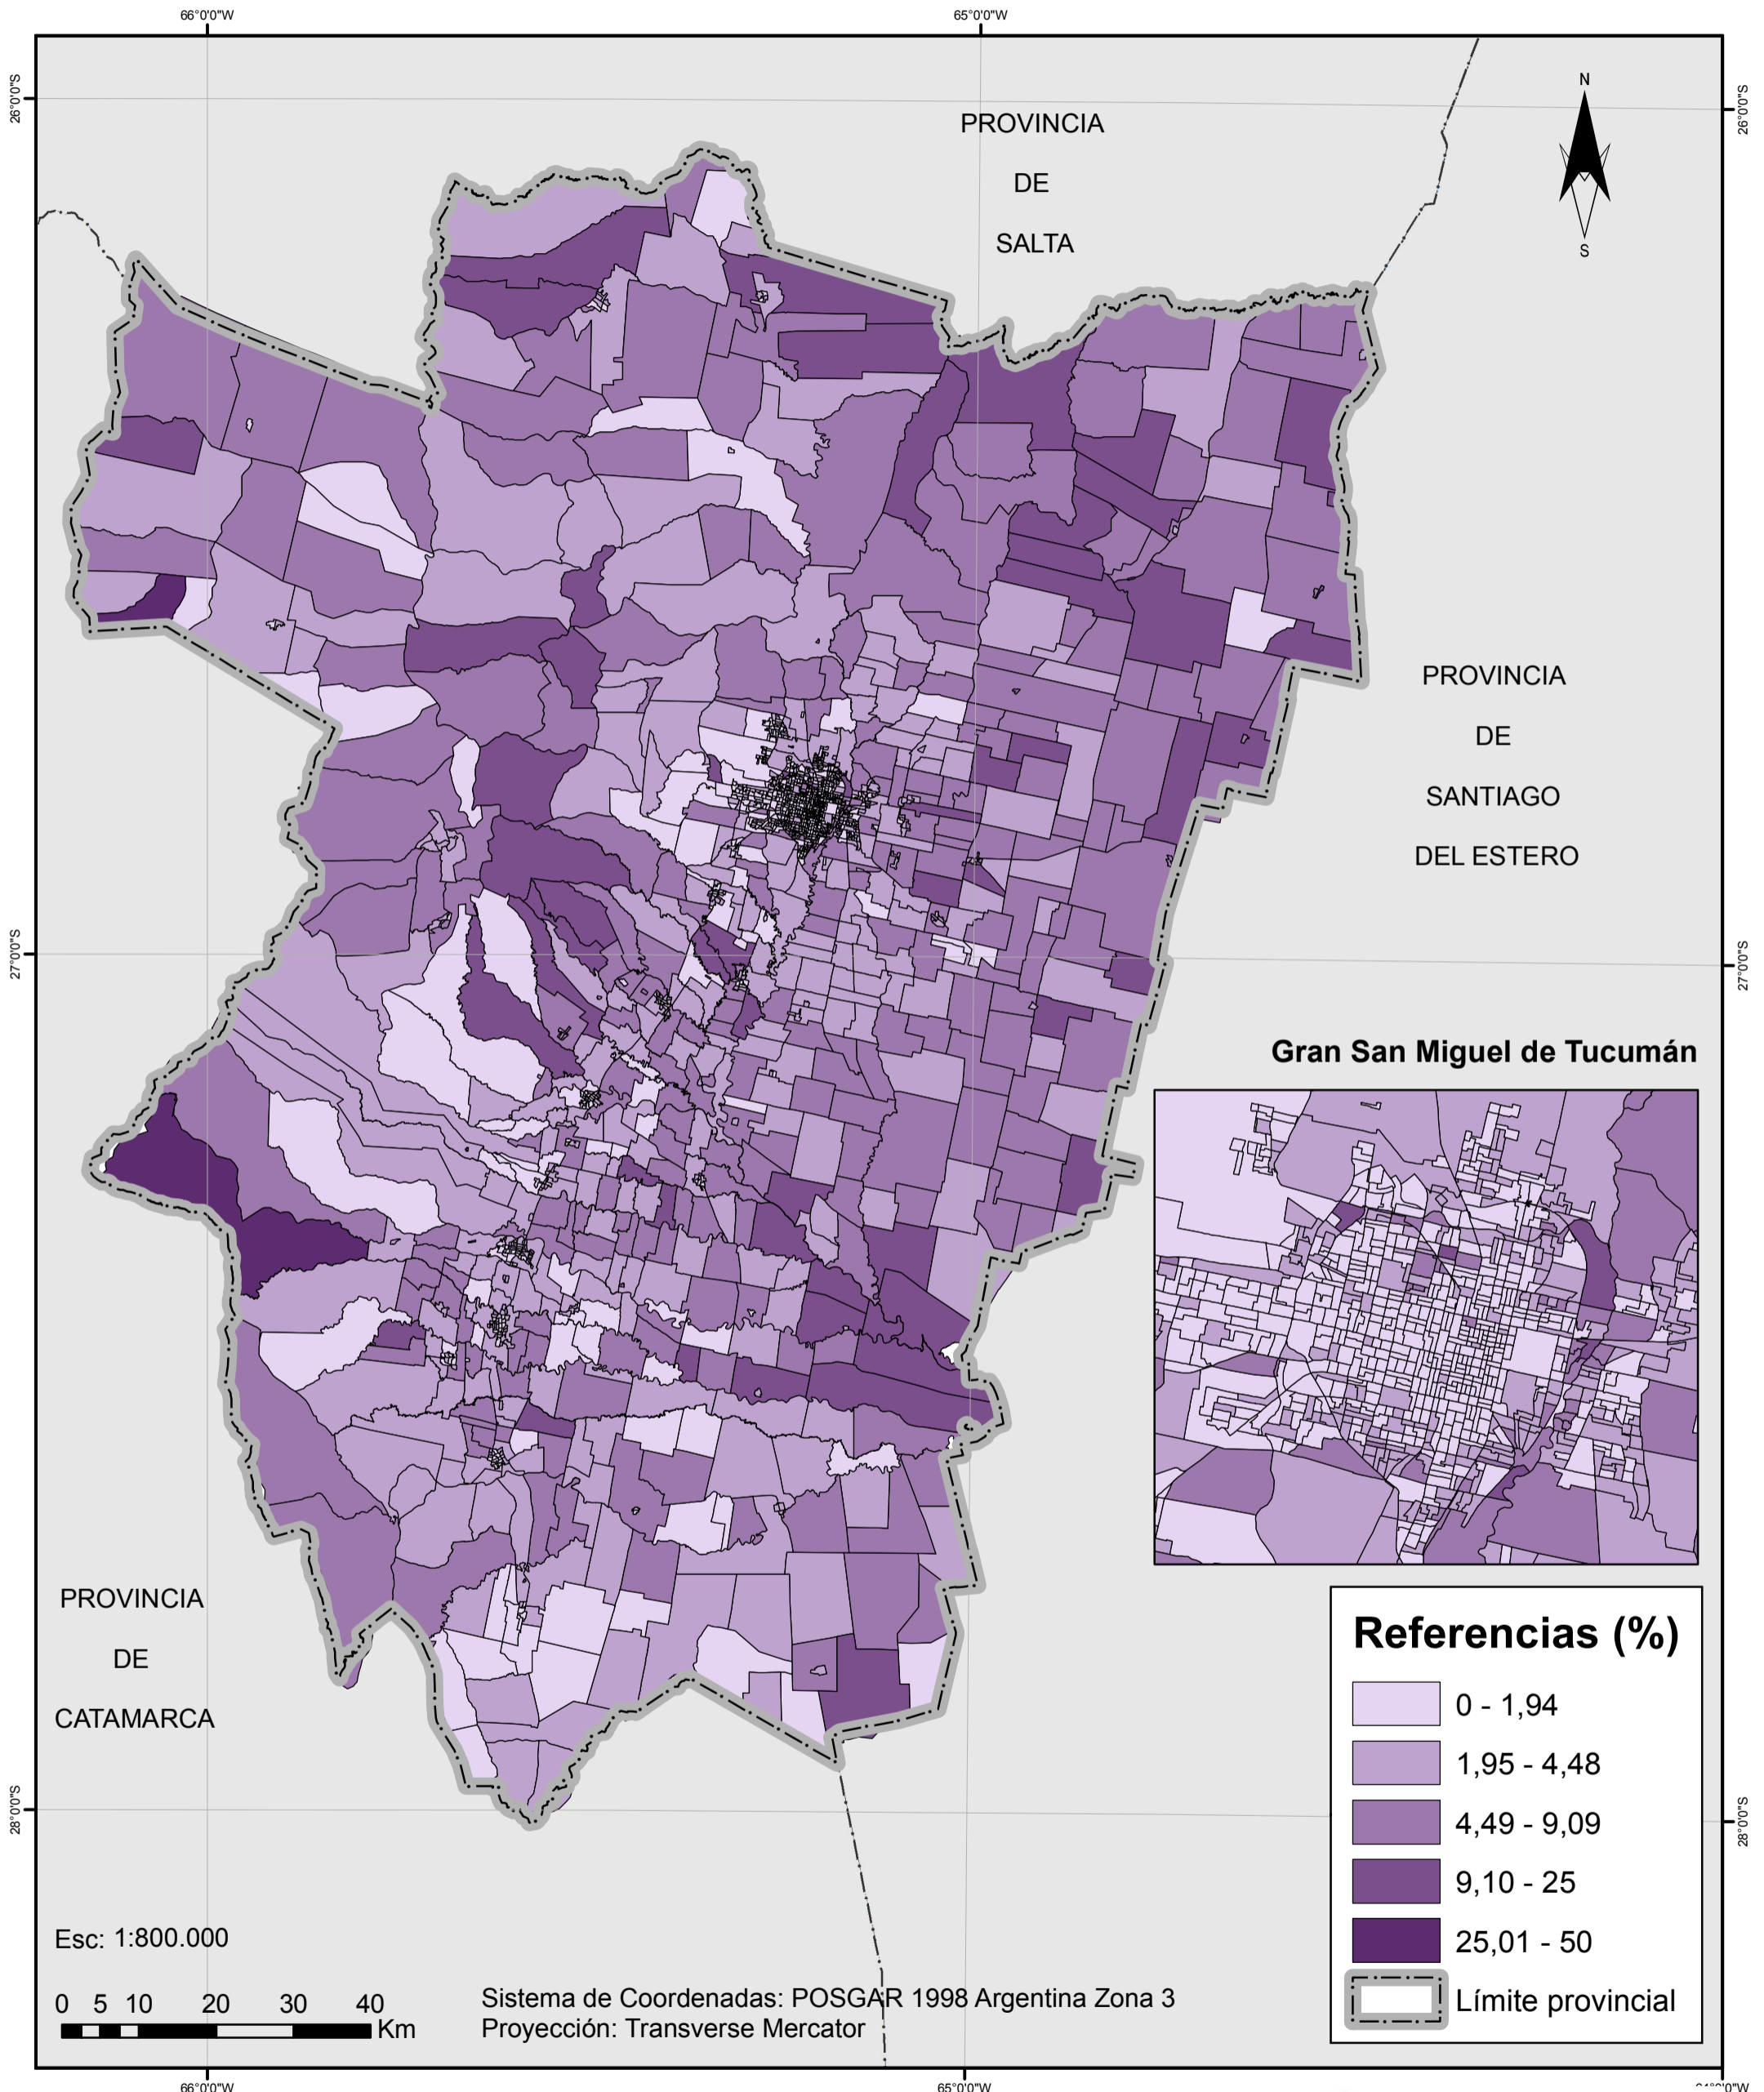 66°0'0"W
65°0'0"W
26°0'0"S
26°0'0"S
N
S
PROVINCIA
DE
SALTA
PROVINCIA
DE
SANTIAGO
DEL ESTERO
27°0'0"S
27°0'0"S
Gran San Miguel de Tucumán
PROVINCIA
DE
CATAMARCA
Referencias (%)
0 - 1,94
1,95 - 4,48
4,49 - 9,09
9,10 - 25
25,01 - 50
Límite provincial
28°0'0"S
28°0'0"S
Esc: 1:800.000
0 5 10 20 30 40
Km
Sistema de Coordenadas: POSGAR 1998 Argentina Zona 3
Proyección: Transverse Mercator
66°0'0"W
65°0'0"W